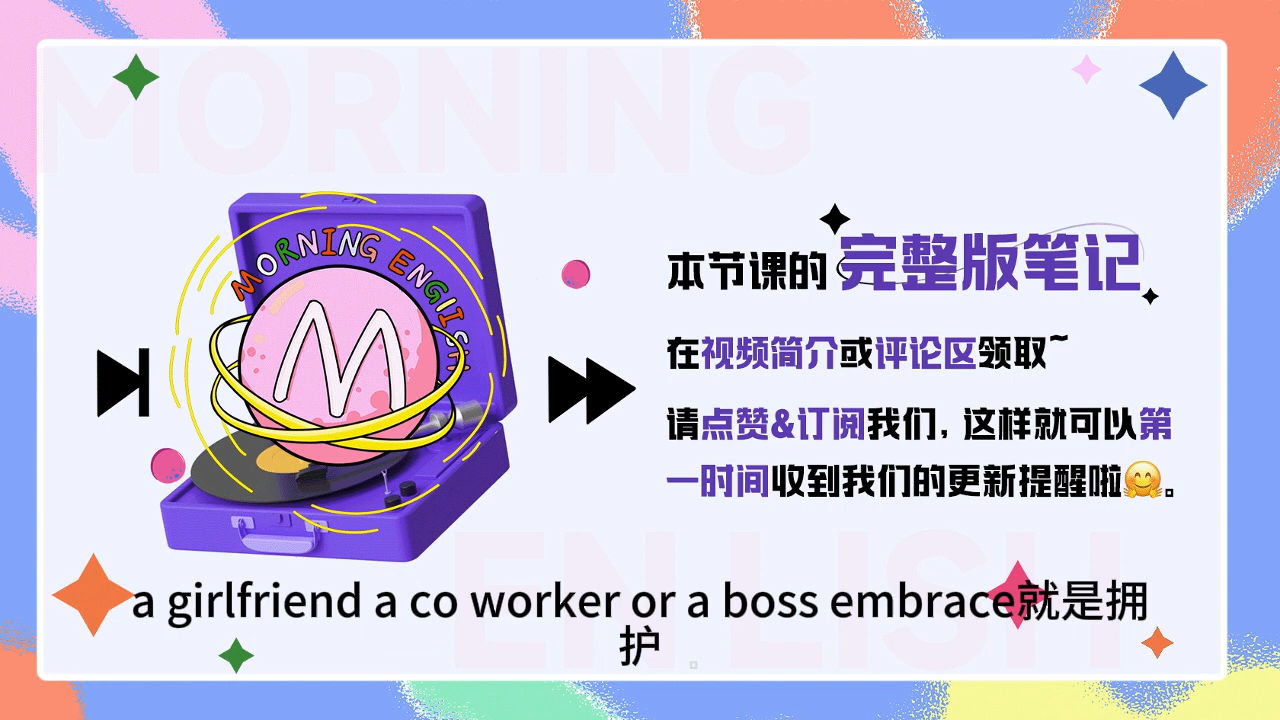 MORNING
MORNING ENGlISH
M
本节课的 完整版笔记
在视频简介或评论区领取~
请点赞&订阅我们，这样就可以第
一时间收到我们的更新提醒啦🤗。
EN LISH
a girlfriend a co worker or a boss embrace就是拥
护